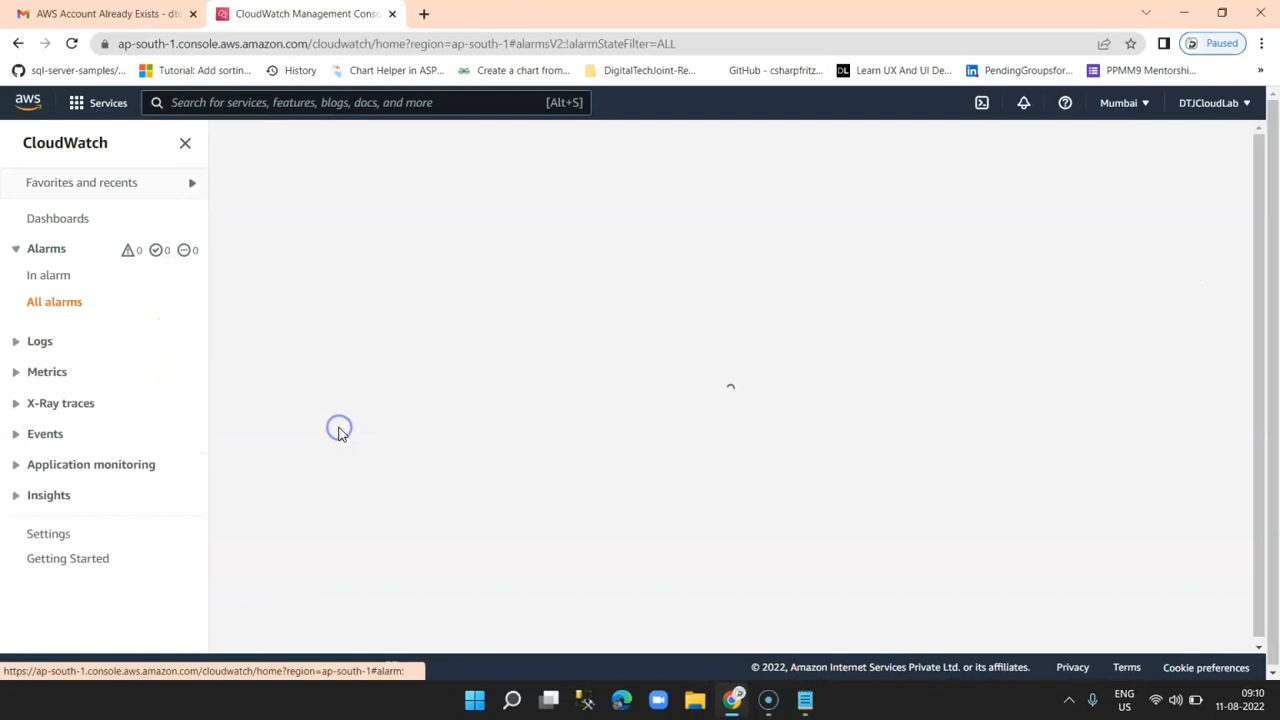 AWS Account Already Exists - dte
CloudWatch Management Conso
ap-south-1.console.aws.amazon.com/cloudwatch/home?region=ap-south-1#alarmsV2:!alarmStateFilter=ALL
Paused
sql-server-samples/...
Tutorial: Add sortin...
History
Chart Helper in ASP...
Create a chart from...
DigitalTechJoint-Re...
GitHub - csharpfritz...
DL
Learn UX And UI De...
PendingGroupsfor...
PPMM9 Mentorshi...
»
aws
Services
Search for services, features, blogs, docs, and more
[Alt+S]
Mumbai
DTJCloudLab
CloudWatch
Favorites and recents
Dashboards
Alarms
0
0
0
In alarm
All alarms
Logs
Metrics
X-Ray traces
Events
Application monitoring
Insights
Settings
Getting Started
https://ap-south-1.console.aws.amazon.com/cloudwatch/home?region=ap-south-1#alarm:
© 2022, Amazon Internet Services Private Ltd. or its affiliates.
Privacy
Terms
Cookie preferences
ENG
US
09:10
11-08-2022